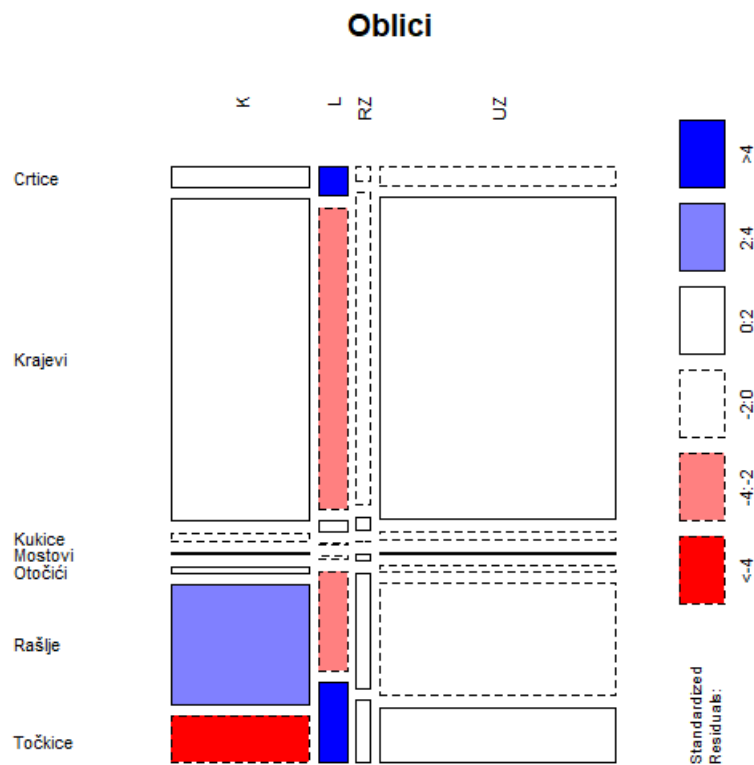 Oblici
K
L
RZ
UZ
Crtice
Krajevi
Kukice
Mostovi
Otočići
Rašlje
Točkice
>4
2:4
0:2
-2:0
-4:-2
<-4
Standardized
Residuals: